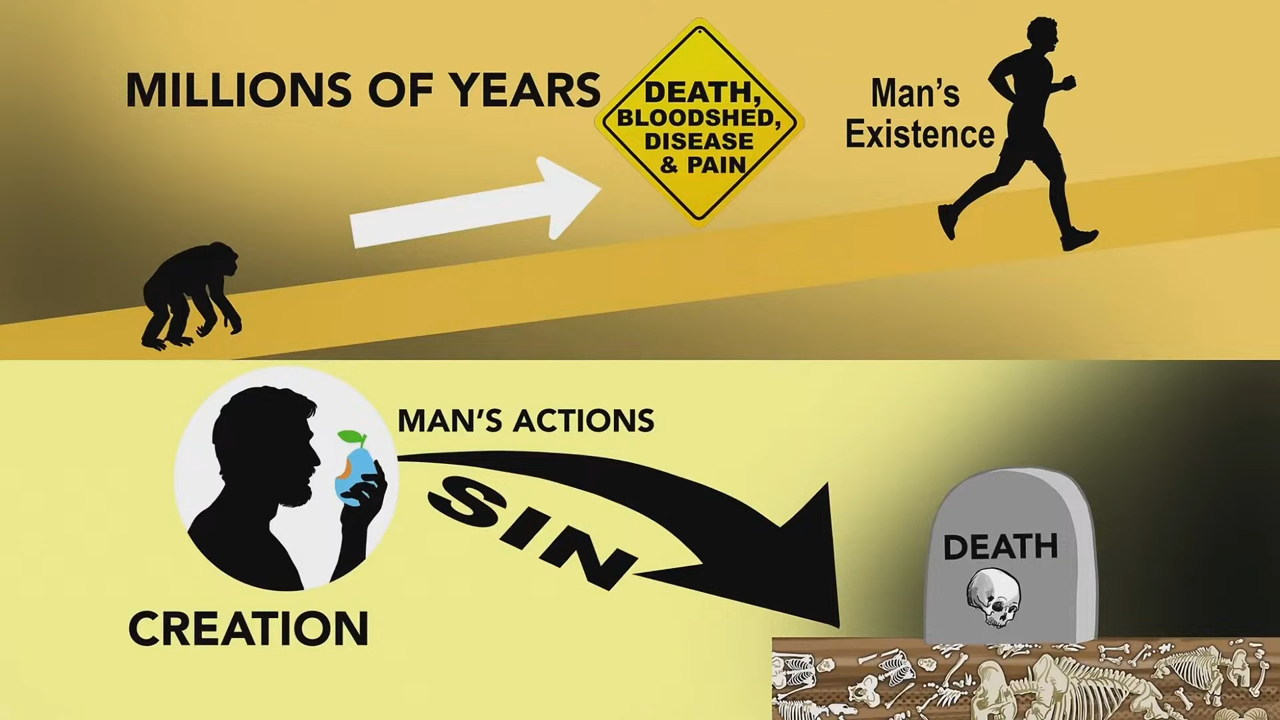 MILLIONS OF YEARS
DEATH,
BLOODSHED,
DISEASE
& PAIN
Man's
Existence
MAN'S ACTIONS
SIN
CREATION
DEATH